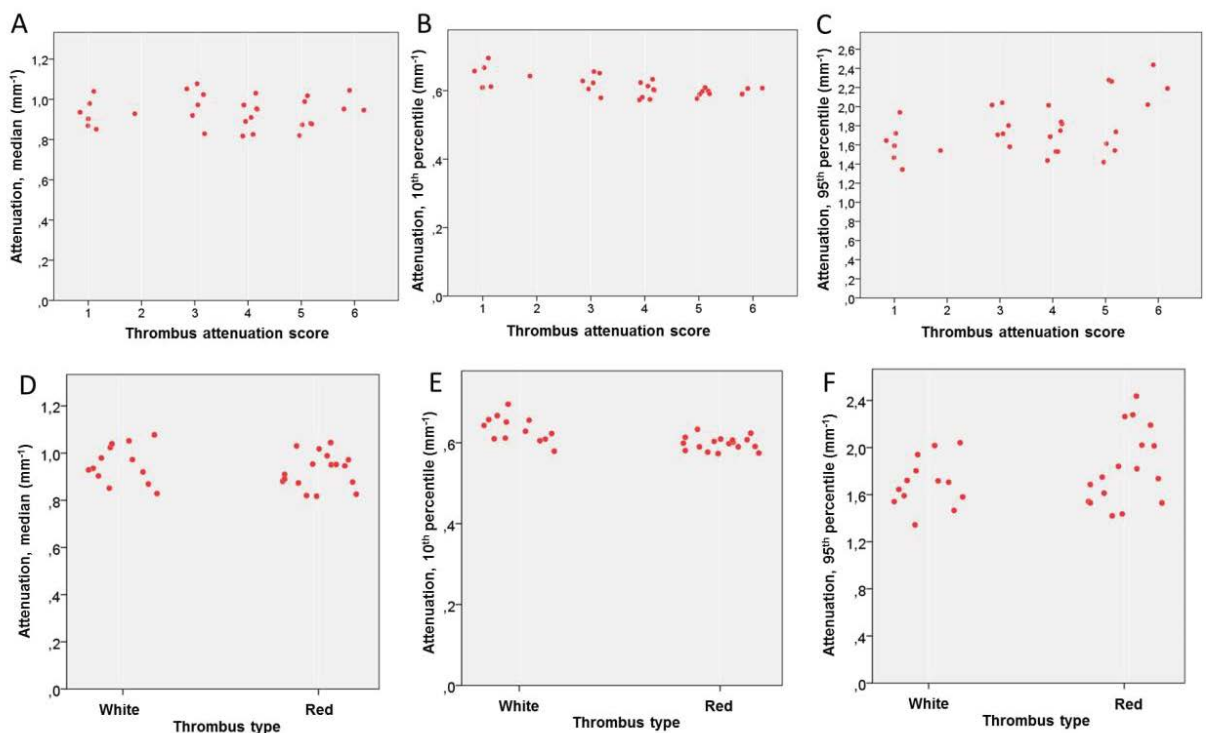 A
Attenuation, median (mm⁻¹)
1,2
1,0
,8
,6
,4
,2
,0
1 2 3 4 5 6
Thrombus attenuation score
B
Attenuation, 10th percentile (mm⁻¹)
,6
,4
,2
,0
1 2 3 4 5 6
Thrombus attenuation score
C
Attenuation, 95th percentile (mm⁻¹)
2,6
2,4
2,2
2,0
1,8
1,6
1,4
1,2
1,0
,8
,6
,4
,2
,0
1 2 3 4 5 6
Thrombus attenuation score
D
Attenuation, median (mm⁻¹)
1,2
1,0
,8
,6
,4
,2
,0
White Red
Thrombus type
E
Attenuation, 10th percentile (mm⁻¹)
,6
,4
,2
,0
White Red
Thrombus type
F
Attenuation, 95th percentile (mm⁻¹)
2,4
2,0
1,6
1,2
,8
,4
,0
White Red
Thrombus type